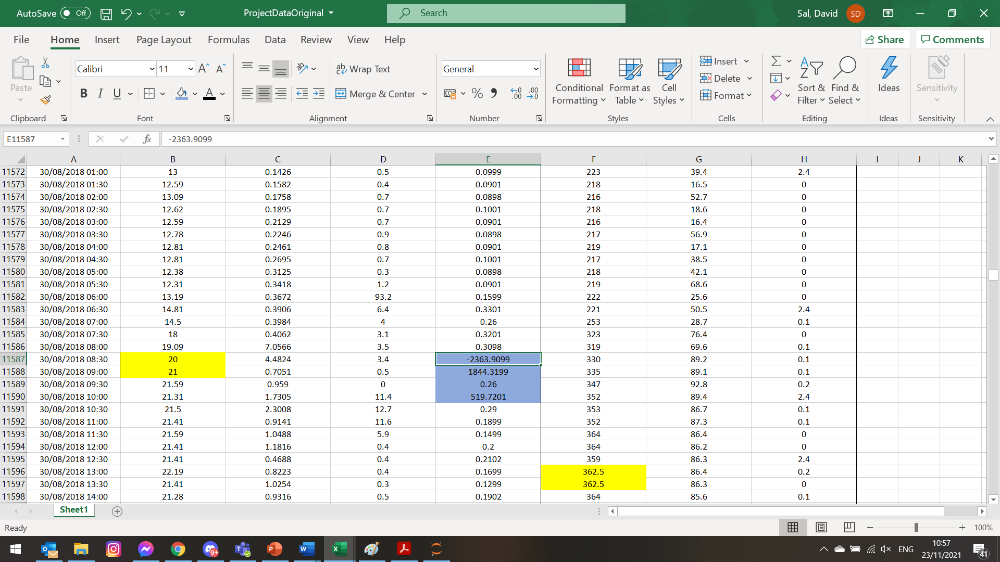 AutoSave Off ProjectDataOriginal Search Sal, David SD
File Home Insert Page Layout Formulas Data Review View Help Share Comments
Calibri 11 Wrap Text General Insert
Paste Conditional Format as Cell Delete Sort & Find & Ideas Sensitivity
B I U A Merge & Center % Formatting Table Styles Format Filter Select
Clipboard Font Alignment Number Styles Cells Editing Ideas Sensitivity
E11587 fx -2363.9099
A B C D E F G H I J K
11572 30/08/2018 01:00 13 0.1426 0.5 0.0999 223 39.4 2.4
11573 30/08/2018 01:30 12.59 0.1582 0.4 0.0901 218 16.5 0
11574 30/08/2018 02:00 13.09 0.1758 0.7 0.0898 216 52.7 0
11575 30/08/2018 02:30 12.62 0.1895 0.7 0.1001 218 18.6 0
11576 30/08/2018 03:00 12.59 0.2129 0.7 0.0901 216 16.4 0
11577 30/08/2018 03:30 12.78 0.2246 0.9 0.0898 217 56.9 0
11578 30/08/2018 04:00 12.81 0.2461 0.8 0.0901 219 17.1 0
11579 30/08/2018 04:30 12.81 0.2695 0.7 0.1001 217 38.5 0
11580 30/08/2018 05:00 12.38 0.3125 0.3 0.0898 218 42.1 0
11581 30/08/2018 05:30 12.31 0.3418 1.2 0.0901 219 68.6 0
11582 30/08/2018 06:00 13.19 0.3672 93.2 0.1599 222 25.6 0
11583 30/08/2018 06:30 14.81 0.3906 6.4 0.3301 221 50.5 2.4
11584 30/08/2018 07:00 14.5 0.3984 4 0.26 253 28.7 0.1
11585 30/08/2018 07:30 18 0.4062 3.1 0.3201 323 76.4 0
11586 30/08/2018 08:00 19.09 7.0566 3.5 0.3098 319 69.6 0.1
11587 30/08/2018 08:30 20 4.4824 3.4 -2363.9099 330 89.2 0.1
11588 30/08/2018 09:00 21 0.7051 0.5 1844.3199 335 89.1 0.1
11589 30/08/2018 09:30 21.59 0.959 0 0.26 347 92.8 0.2
11590 30/08/2018 10:00 21.31 1.7305 11.4 519.7201 352 89.4 2.4
11591 30/08/2018 10:30 21.5 2.3008 12.7 0.29 353 86.7 0.1
11592 30/08/2018 11:00 21.41 0.9141 11.6 0.1899 352 87.3 0.1
11593 30/08/2018 11:30 21.59 1.0488 5.9 0.1499 364 86.4 0
11594 30/08/2018 12:00 21.41 1.1816 0.4 0.2 364 86.2 0
11595 30/08/2018 12:30 21.41 0.4688 0.4 0.2102 359 86.3 2.4
11596 30/08/2018 13:00 22.19 0.8223 0.4 0.1699 362.5 86.4 0.2
11597 30/08/2018 13:30 21.41 1.0254 0.3 0.1299 362.5 86.3 0
11598 30/08/2018 14:00 21.28 0.9316 0.5 0.1902 364 85.6 0.1
Sheet1
Ready 100%
ENG 10:57
23/11/2021 41